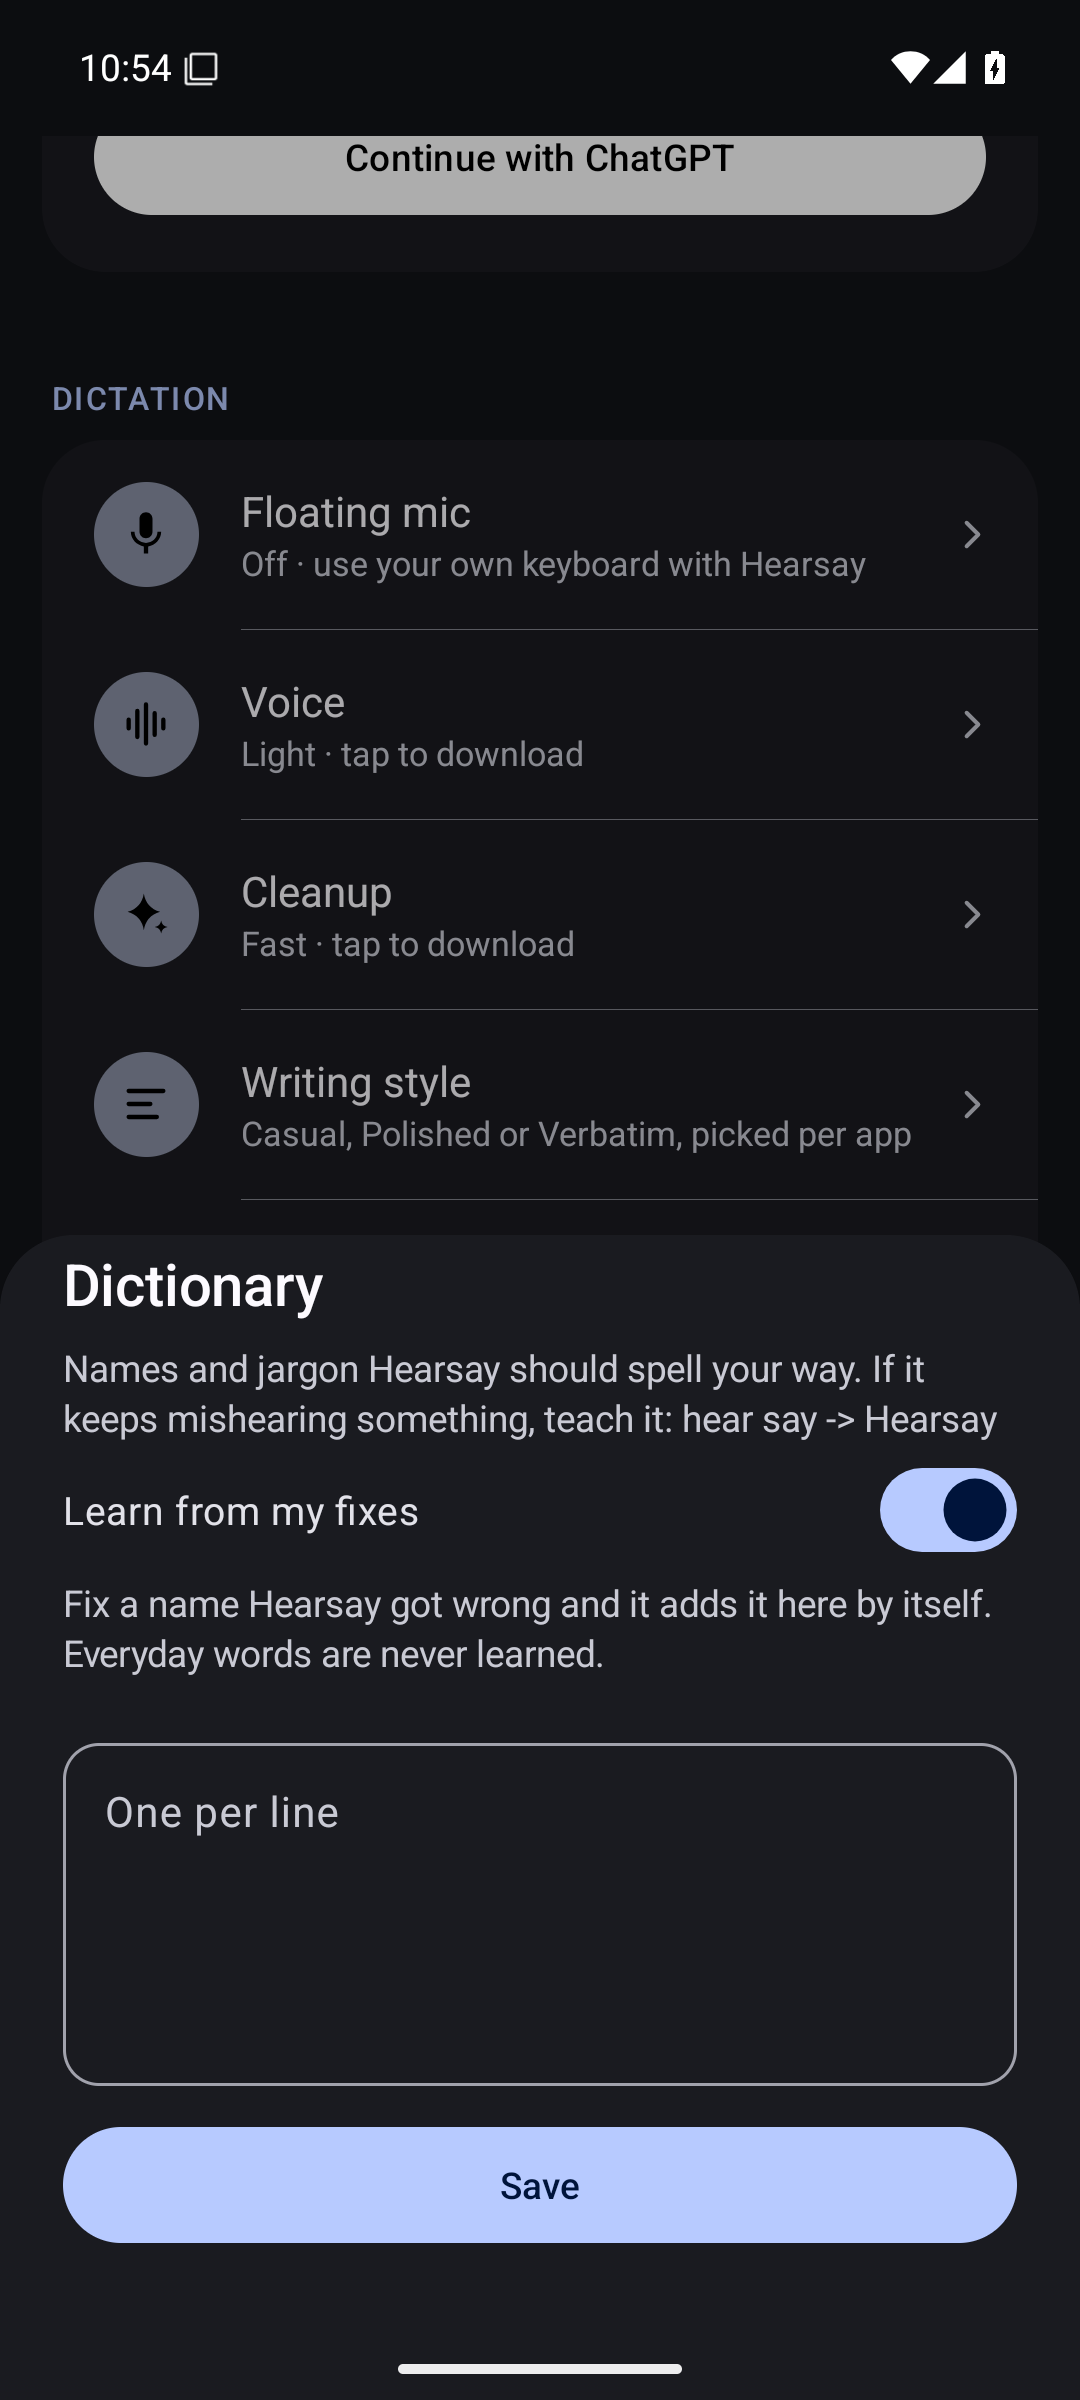 10:54
Continue with ChatGPT
DICTATION
Floating mic
Off · use your own keyboard with Hearsay
Voice
Light · tap to download
Cleanup
Fast · tap to download
Writing style
Casual, Polished or Verbatim, picked per app
Dictionary
Names and jargon Hearsay should spell your way. If it
keeps mishearing something, teach it: hear say -> Hearsay
Learn from my fixes
Fix a name Hearsay got wrong and it adds it here by itself.
Everyday words are never learned.
One per line
Save